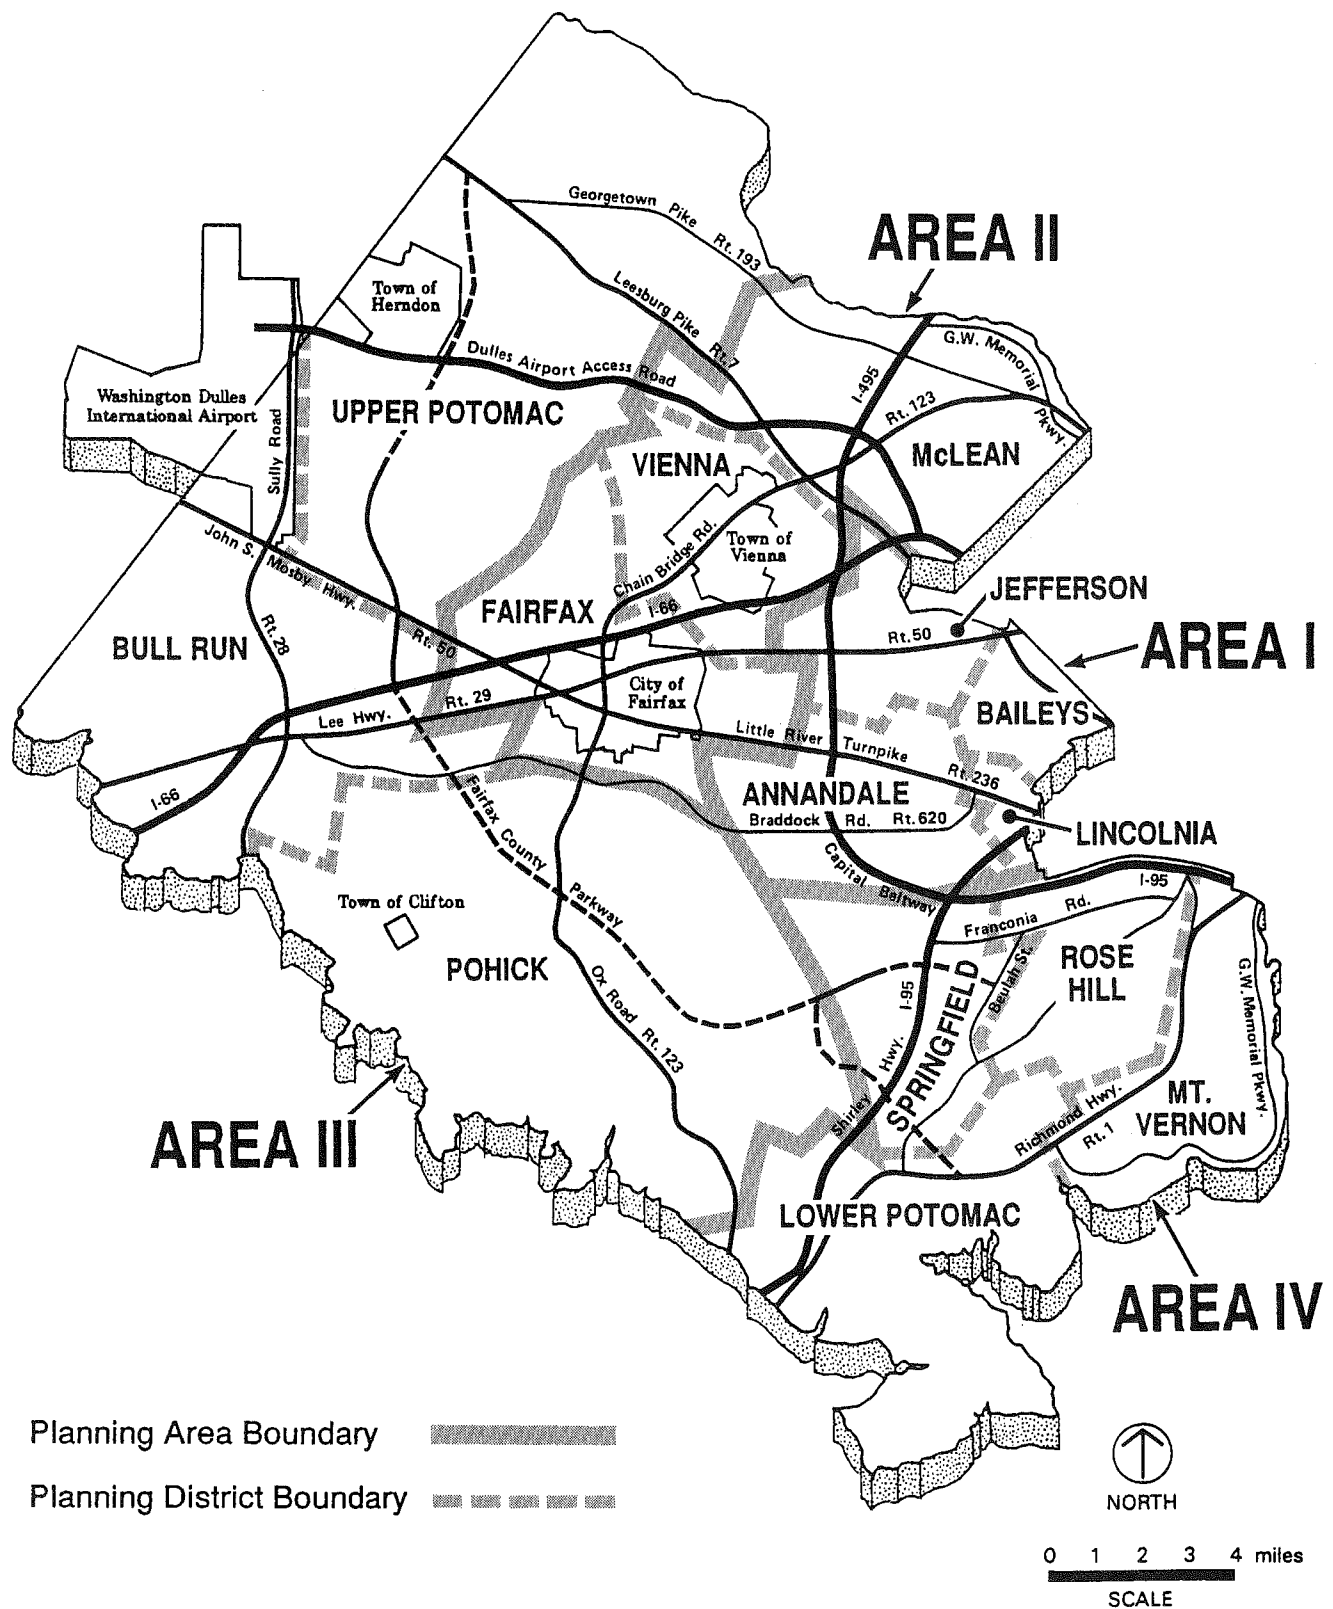 Georgetown Pike Rt. 193
AREA II
Town of
Herndon
Leesburg Pike Rt. 7
G.W. Memorial Pkwy.
Dulles Airport Access Road
I-495
Rt. 123
Washington Dulles
International Airport
UPPER POTOMAC
Sully Road
VIENNA
McLEAN
John S. Mosby Hwy.
Rt. 50
Town of
Vienna
Chain Bridge Rd.
JEFFERSON
FAIRFAX
I-66
Rt. 28
Rt. 50
AREA I
BULL RUN
City of
Fairfax
Rt. 29
Lee Hwy.
BAILEYS
Little River Turnpike
Rt. 236
I-66
ANNANDALE
Braddock Rd. Rt. 620
LINCOLNIA
Fairfax County Parkway
Capital Beltway
I-95
Town of Clifton
Franconia Rd.
POHICK
ROSE
HILL
Beulah St.
SPRINGFIELD
I-95
G.W. Memorial Pkwy.
Ox Road Rt. 123
Shirley Hwy.
MT.
VERNON
AREA III
Richmond Hwy.
Rt. 1
LOWER POTOMAC
AREA IV
Planning Area Boundary
Planning District Boundary
NORTH
0 1 2 3 4 miles
SCALE